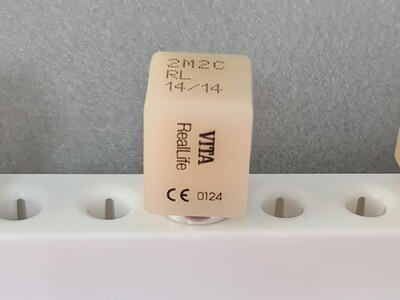 2M2C
RL
14/14
VITA
RealLife
CE 0124